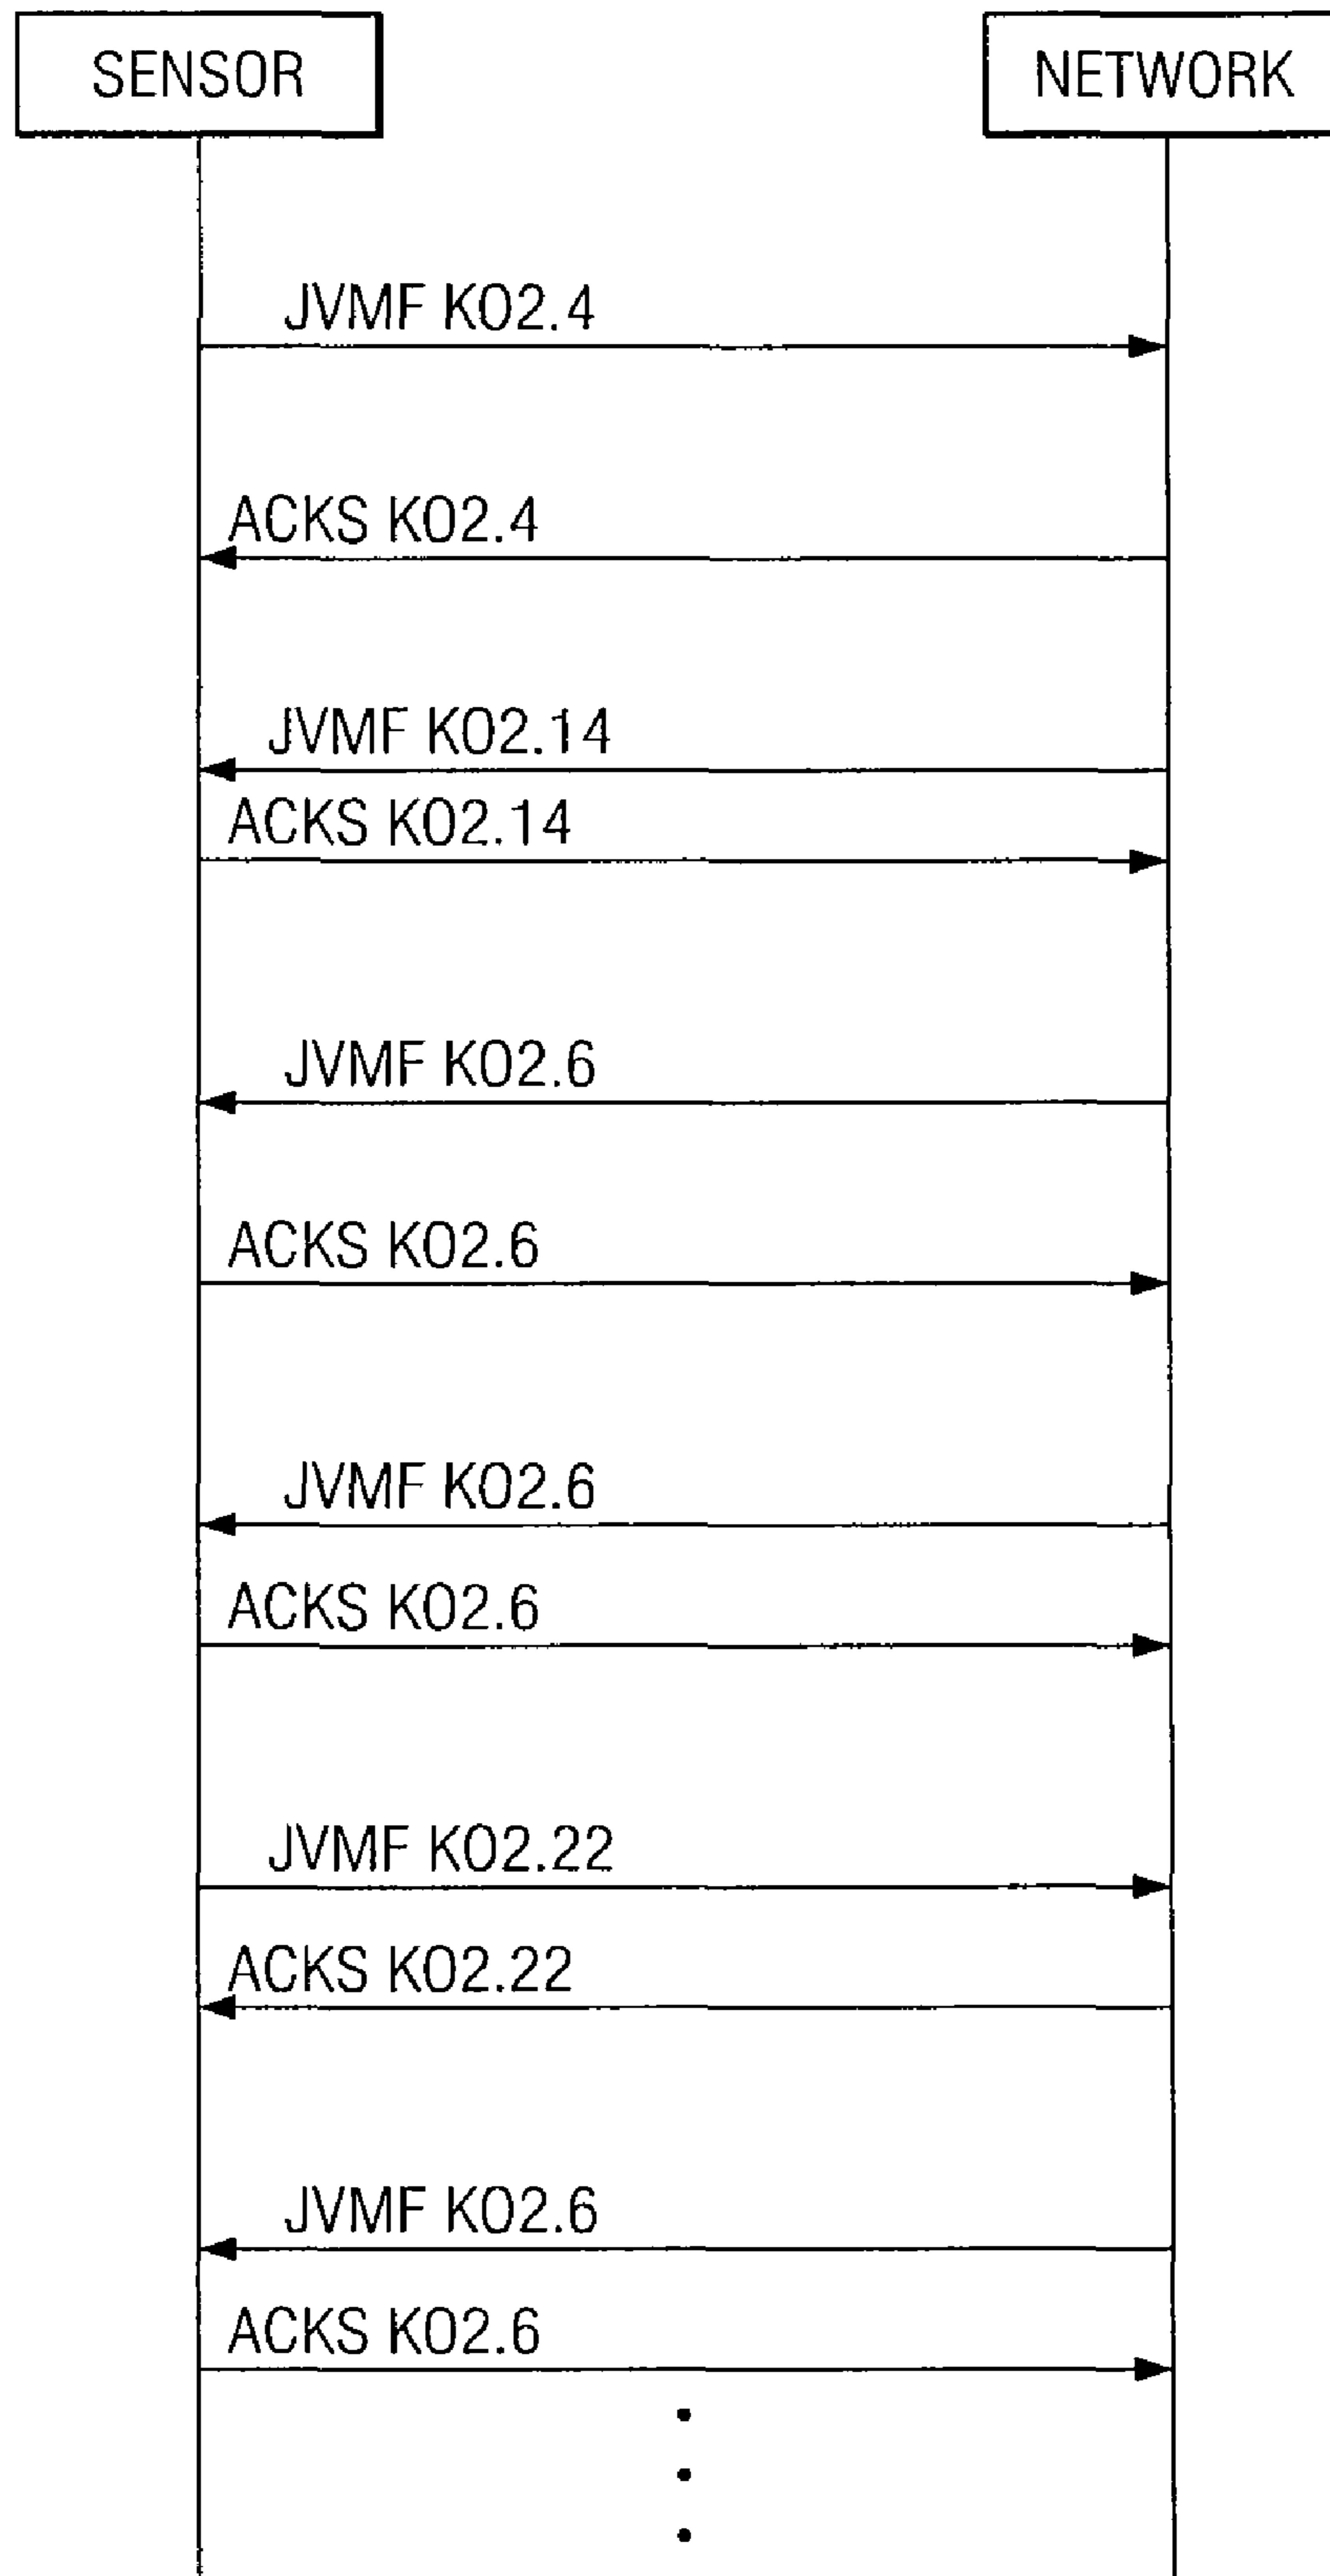 SENSOR
NETWORK
JVMF K02.4
ACKS K02.4
JVMF K02.14
ACKS K02.14
JVMF K02.6
ACKS K02.6
JVMF K02.6
ACKS K02.6
JVMF K02.22
ACKS K02.22
JVMF K02.6
ACKS K02.6